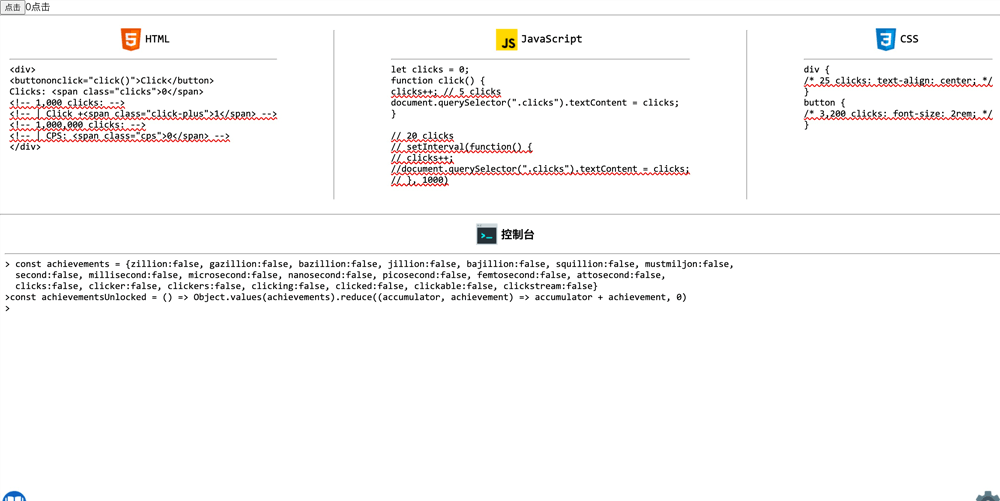 点击 0点击
HTML
<div>
<buttononclick="click()">Click</button>
Clicks: <span class="clicks">0</span>
<!-- 1,000 clicks: -->
<!-- | Click +<span class="click-plus">1</span> -->
<!-- 1,000,000 clicks: -->
<!-- | CPS: <span class="cps">0</span> -->
</div>
JS JavaScript
let clicks = 0;
function click() {
clicks++; // 5 clicks
document.querySelector(".clicks").textContent = clicks;
}
// 20 clicks
// setInterval(function() {
// clicks++;
//document.querySelector(".clicks").textContent = clicks;
// }, 1000)
CSS
div {
/* 25 clicks: text-align: center; */
}
button {
/* 3,200 clicks: font-size: 2rem; */
}
控制台
> const achievements = {zillion:false, gazillion:false, bazillion:false, jillion:false, bajillion:false, squillion:false, mustmiljon:false,
second:false, millisecond:false, microsecond:false, nanosecond:false, picosecond:false, femtosecond:false, attosecond:false,
clicks:false, clicker:false, clickers:false, clicking:false, clicked:false, clickable:false, clickstream:false}
>const achievementsUnlocked = () => Object.values(achievements).reduce((accumulator, achievement) => accumulator + achievement, 0)
>